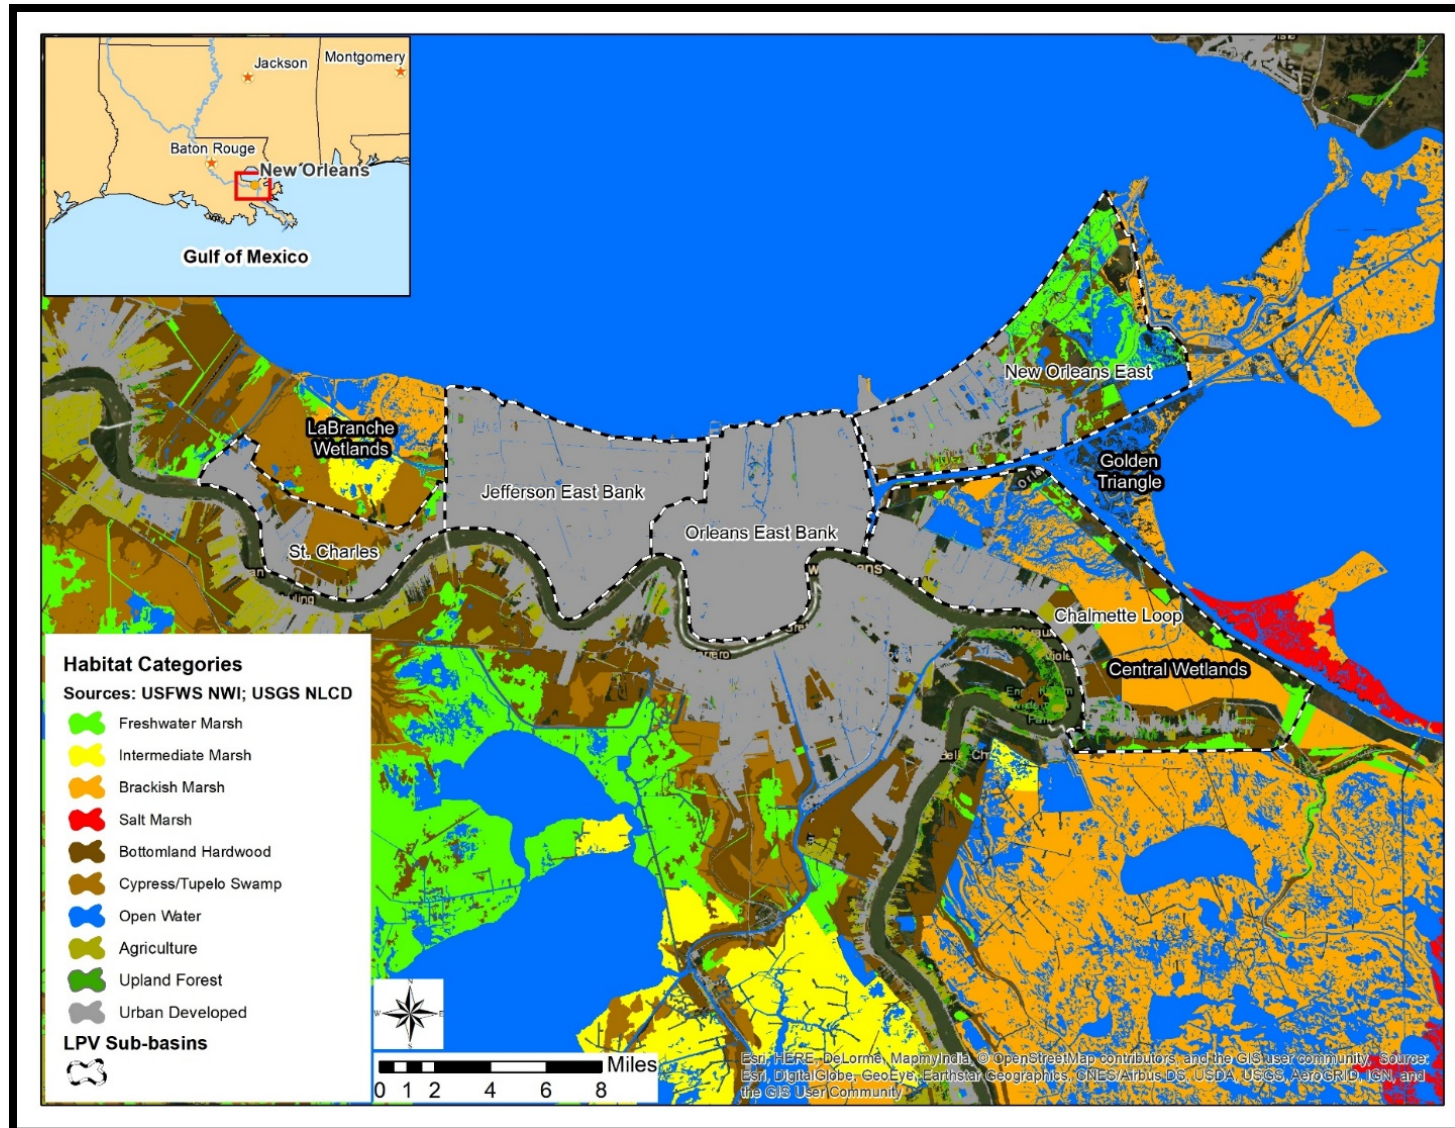 Jackson
Montgomery
Baton Rouge
New Orleans
Gulf of Mexico
New Orleans East
LaBranche
Wetlands
Golden
Triangle
Jefferson East Bank
Orleans East Bank
St. Charles
Chalmette Loop
Central Wetlands
Habitat Categories
Sources: USFWS NWI; USGS NLCD
Freshwater Marsh
Intermediate Marsh
Brackish Marsh
Salt Marsh
Bottomland Hardwood
Cypress/Tupelo Swamp
Open Water
Agriculture
Upland Forest
Urban Developed
LPV Sub-basins
N
W E
S
Miles
0 1 2 4 6 8
Esri, HERE, DeLorme, MapmyIndia, © OpenStreetMap contributors, and the GIS user community, Source:
Esri, DigitalGlobe, GeoEye, Earthstar Geographics, CNES/Airbus DS, USDA, USGS, AeroGRID, IGN, and
the GIS User Community